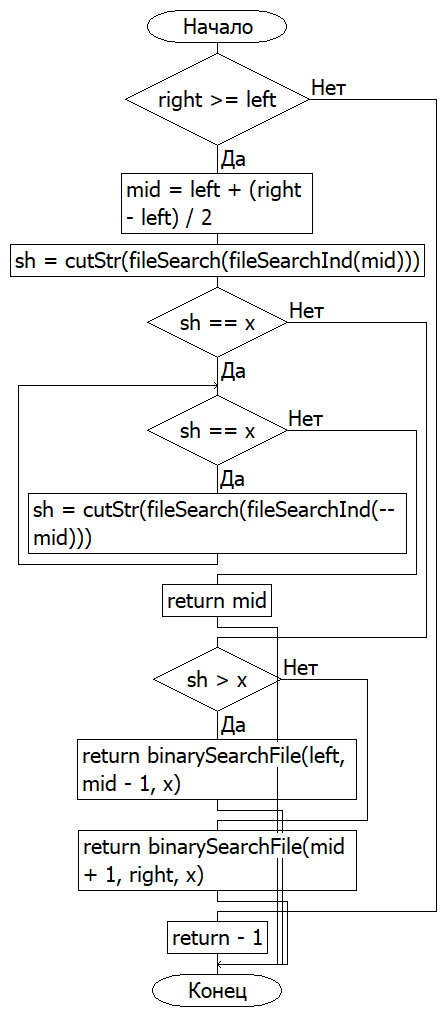 Начало
right >= left
Нет
Да
mid = left + (right
- left) / 2
sh = cutStr(fileSearch(fileSearchInd(mid)))
sh == x
Нет
Да
sh == x
Нет
Да
sh = cutStr(fileSearch(fileSearchInd(--
mid)))
return mid
sh > x
Нет
Да
return binarySearchFile(left,
mid - 1, x)
return binarySearchFile(mid
+ 1, right, x)
return - 1
Конец